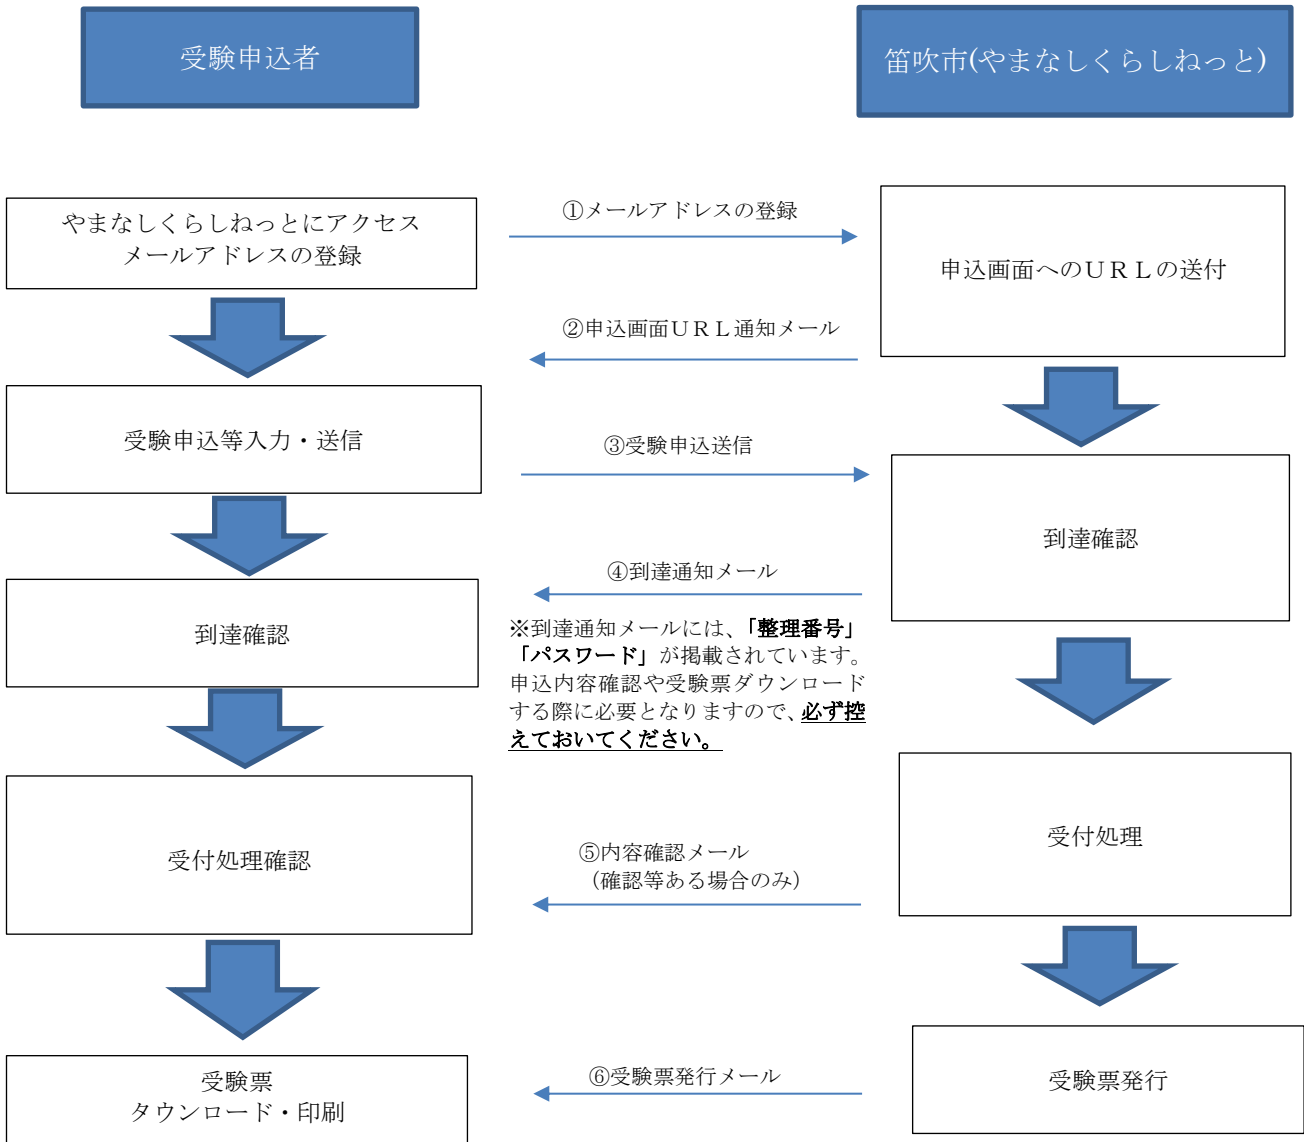 受験申込者
笛吹市(やまなしくらしねっと)
やまなしくらしねっとにアクセス
メールアドレスの登録
①メールアドレスの登録
申込画面へのＵＲＬの送付
②申込画面ＵＲＬ通知メール
受験申込等入力・送信
③受験申込送信
到達確認
④到達通知メール
到達確認
※到達通知メールには、「整理番号」
「パスワード」が掲載されています。
申込内容確認や受験票ダウンロード
する際に必要となりますので、必ず控
えておいてください。
受付処理確認
⑤内容確認メール
（確認等ある場合のみ）
受付処理
受験票
タウンロード・印刷
⑥受験票発行メール
受験票発行